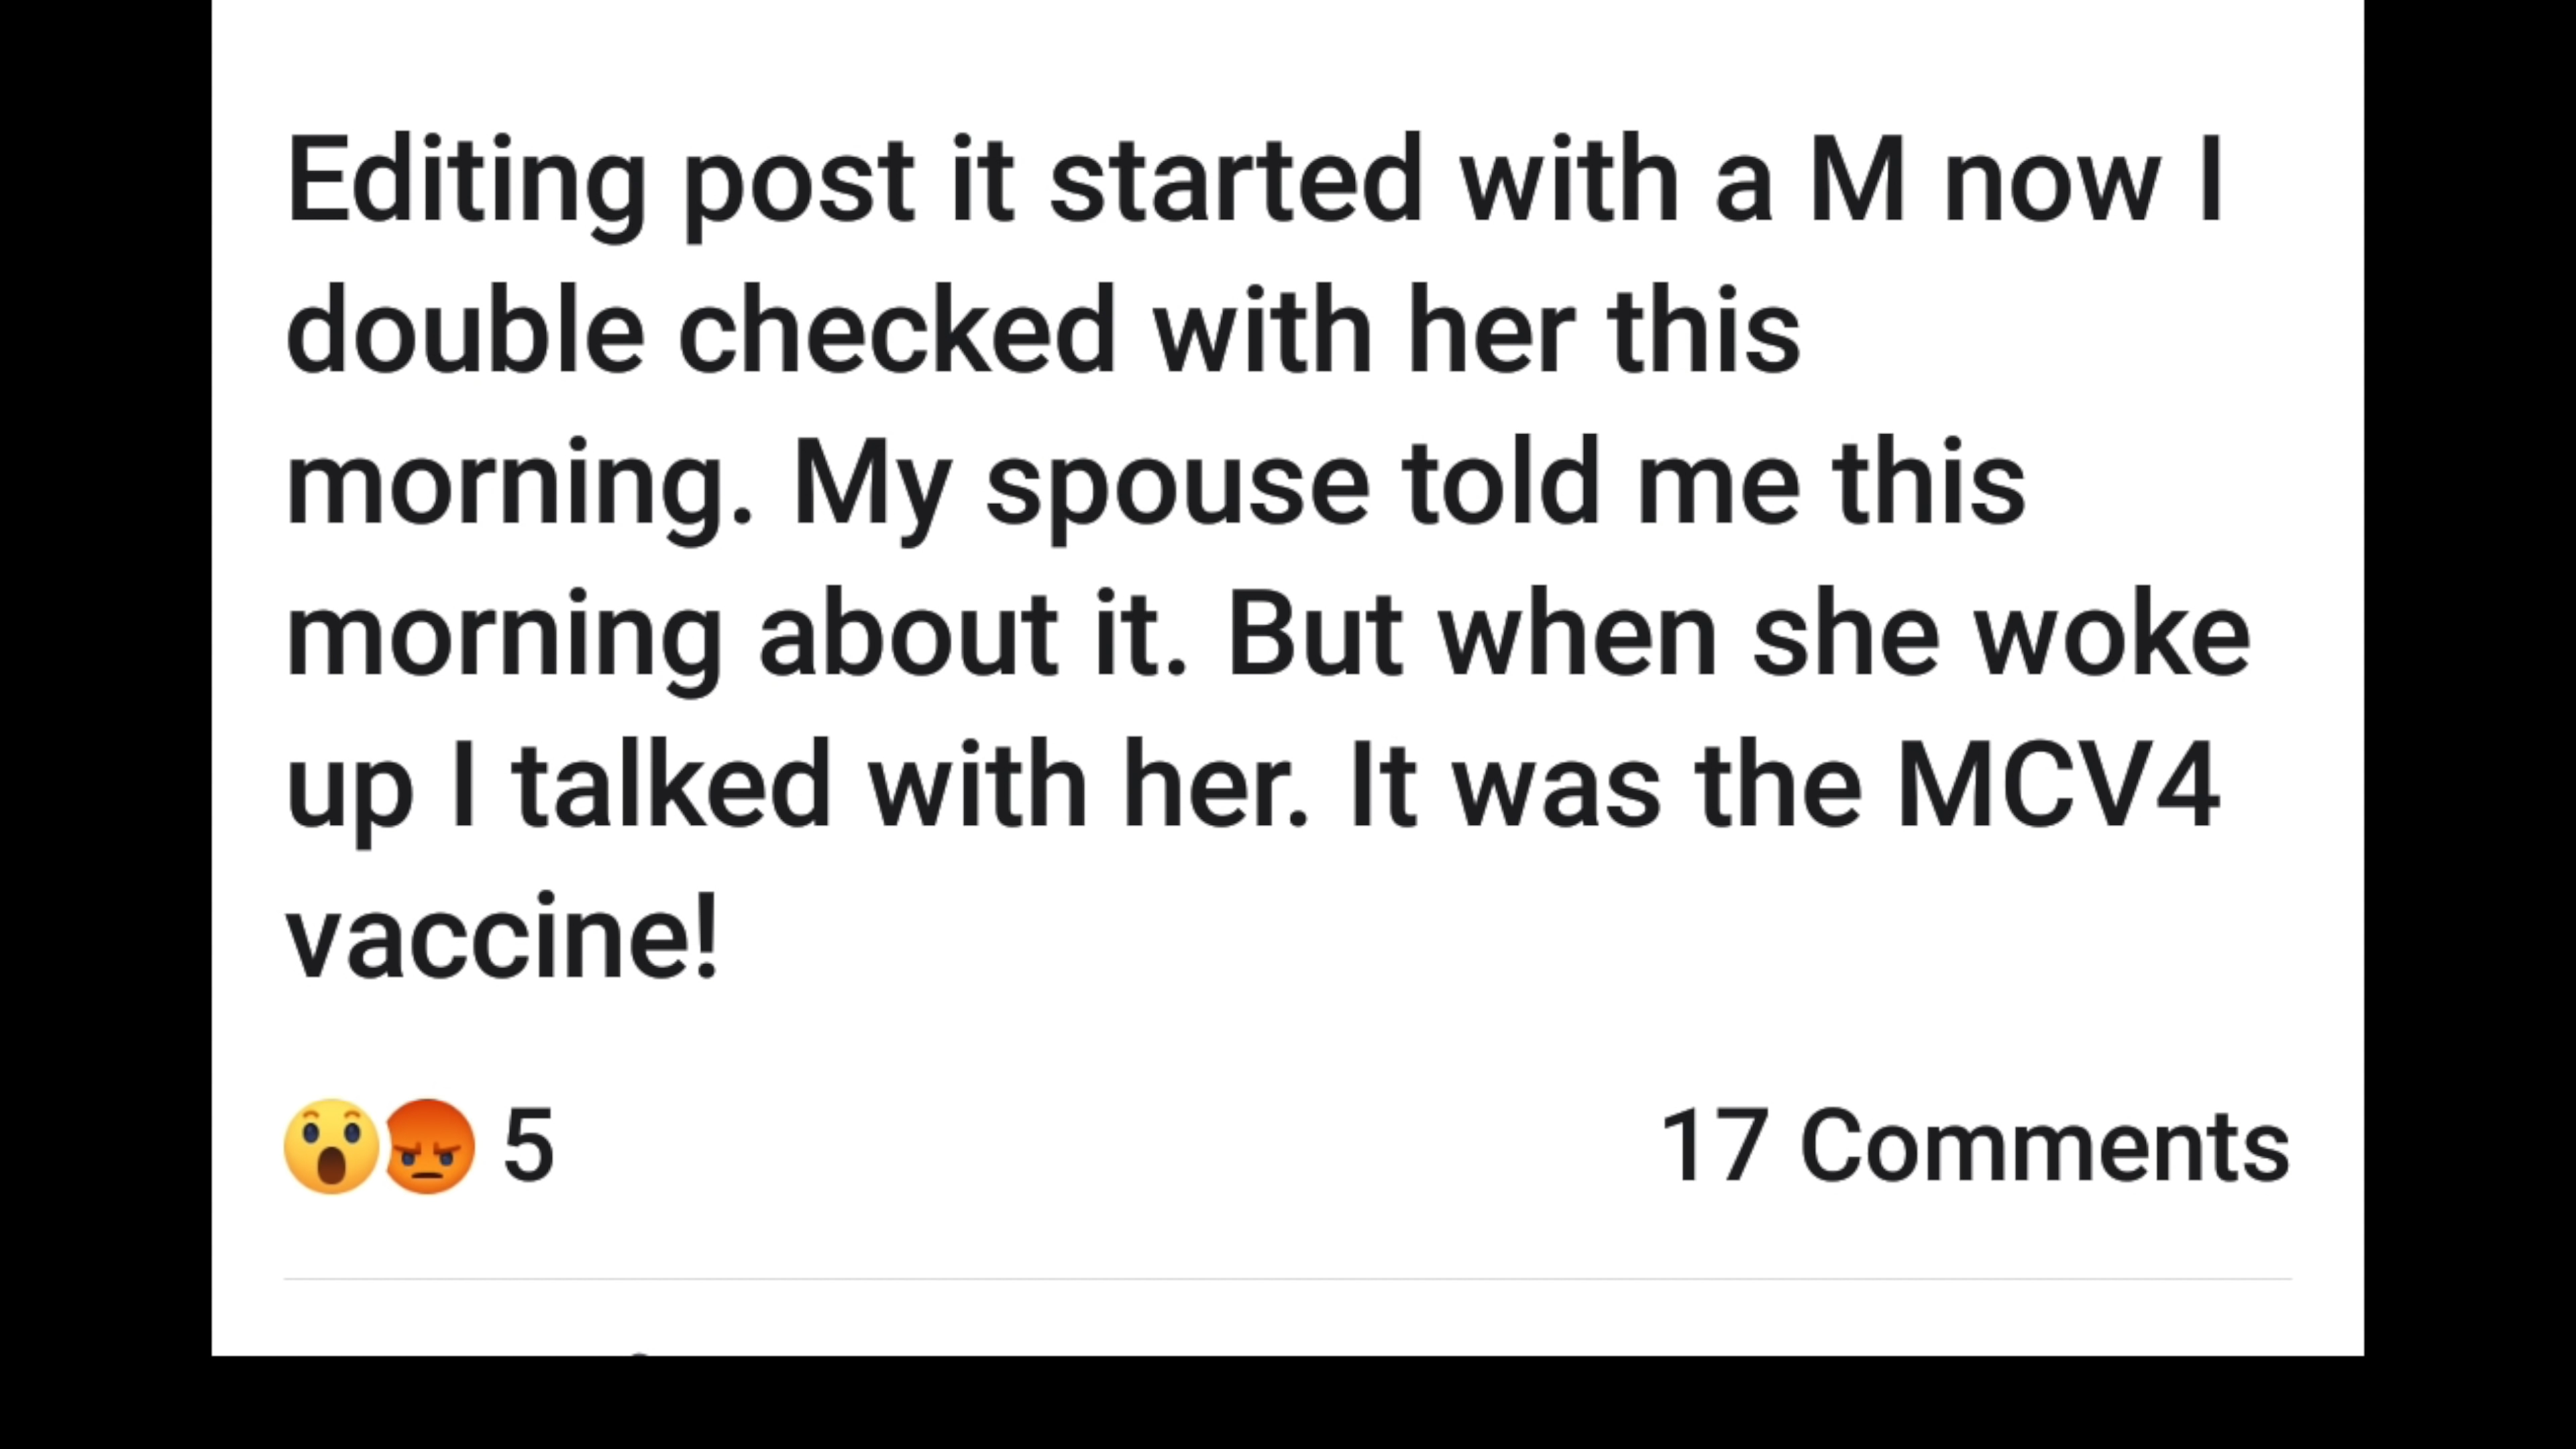 Editing post it started with a M now I
double checked with her this
morning. My spouse told me this
morning about it. But when she woke
up I talked with her. It was the MCV4
vaccine!
5
17 Comments